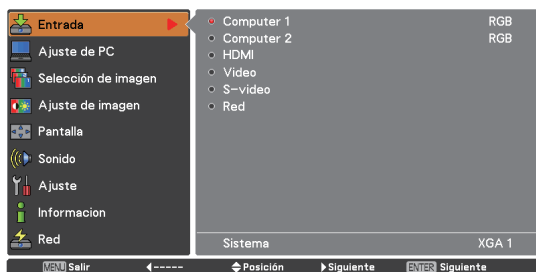 Entrada
Ajuste de PC
Selección de imagen
Ajuste de imagen
Pantalla
Sonido
Ajuste
Informacion
Red
Computer 1 RGB
Computer 2 RGB
HDMI
Video
S-video
Red
Sistema XGA 1
MENU Salir ----- Posición Siguiente ENTER Siguiente